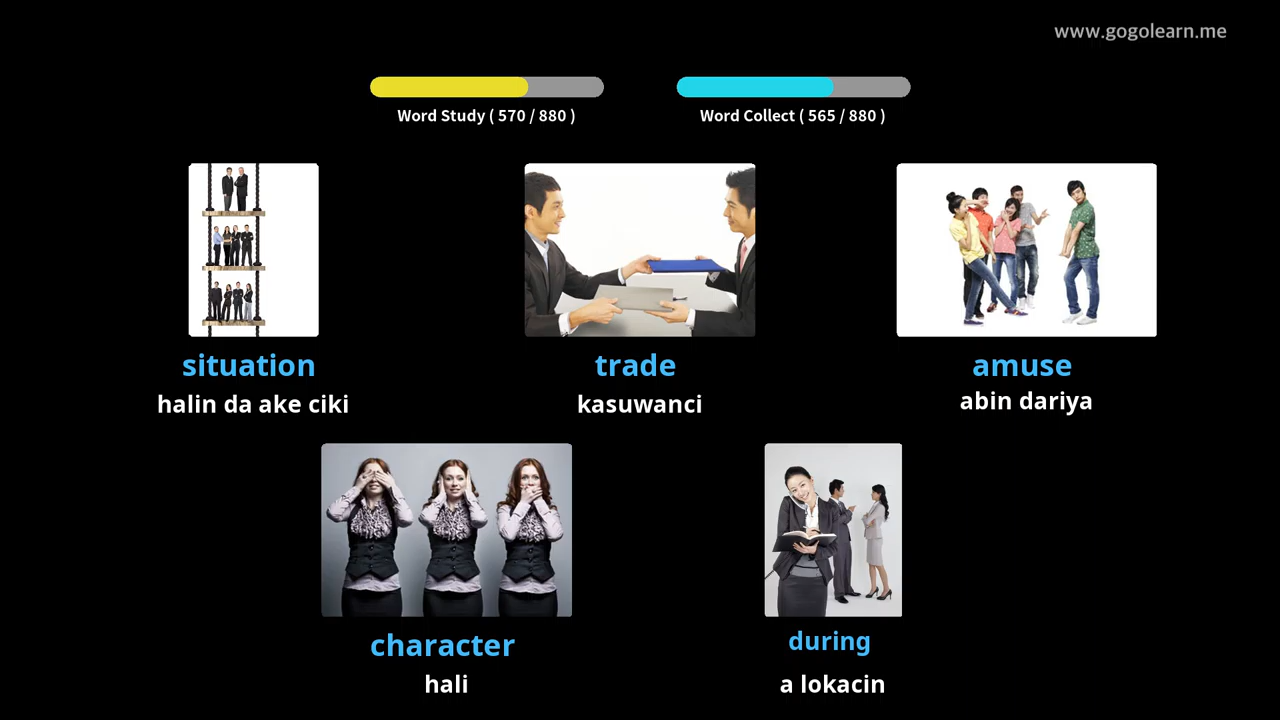 www.gogolearn.me
Word Study ( 570 / 880 )
Word Collect ( 565 / 880 )
situation
halin da ake ciki
trade
kasuwanci
amuse
abin dariya
character
hali
during
a lokacin